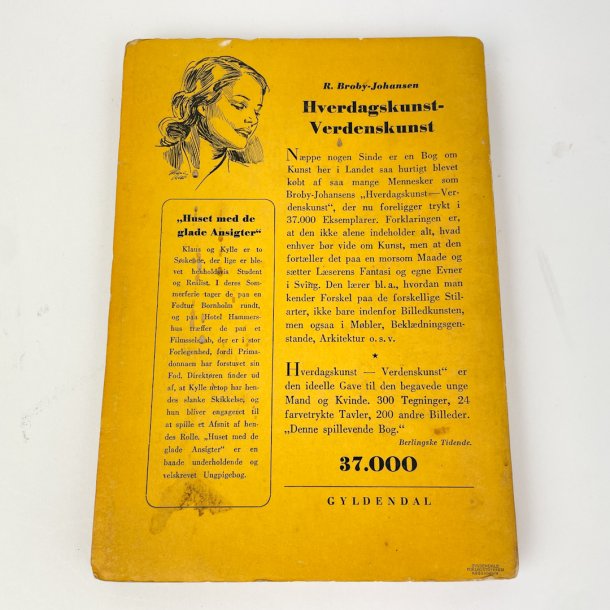 „Huset med de
glade Ansigter“
Klaus og Kylle er to
Søskende, der lige er ble-
vet henholdsvis Student
og Realist. I deres Som-
merferie tager de paa en
Fodtur Bornholm rundt,
og paa Hotel Hammers-
hus træffer de paa et
Filmsselskab, der er i stor
Forlegenhed, fordi Prima-
donnaen har forstuvet sin
Fod. Direktøren finder ud
af, at Kylle netop har hen-
des slanke Skikkelse, og
hun bliver engageret til
at spille et Afsnit af hen-
des Rolle. „Huset med de
glade Ansigter“ er en
baade underholdende og
velskrevet Ungpigebog.
R. Broby-Johansen
Hverdagskunst-
Verdenskunst
Næppe nogen Sinde er en Bog om
Kunst her i Landet saa hurtigt blevet
købt af saa mange Mennesker som
Broby-Johansens „Hverdagskunst—Ver-
denskunst“, der nu foreligger trykt i
37.000 Eksemplarer. Forklaringen er,
at den ikke alene indeholder alt, hvad
enhver bør vide om Kunst, men at den
fortæller det paa en morsom Maade og
sætter Læserens Fantasi og egne Evner
i Sving. Den lærer bl. a., hvordan man
kender Forskel paa de forskellige Stil-
arter, ikke bare indenfor Billedkunsten,
men ogsaa i Møbler, Beklædningsgen-
stande, Arkitektur o. s. v.
Hverdagskunst — Verdenskunst“ er
den ideelle Gave til den begavede unge
Mand og Kvinde. 300 Tegninger, 24
farvetrykte Tavler, 200 andre Billeder.
„Denne spillevende Bog.“
Berlingske Tidende.
37.000
GYLDENDAL